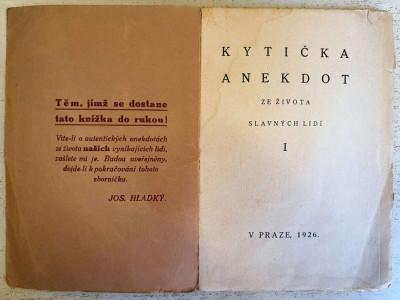 Těm, jimž se dostane
tato knížka do rukou!
Víte-li o autentických anekdotách
ze života našich vynikajících lidí,
zašlete mi je. Budou uveřejněny,
dojde-li k pokračování tohoto
sborníčku.
JOS. HLADKÝ.
KYTIČKA
ANEKDOT
ZE ŽIVOTA
SLAVNÝCH LIDÍ
I
V PRAZE, 1926.